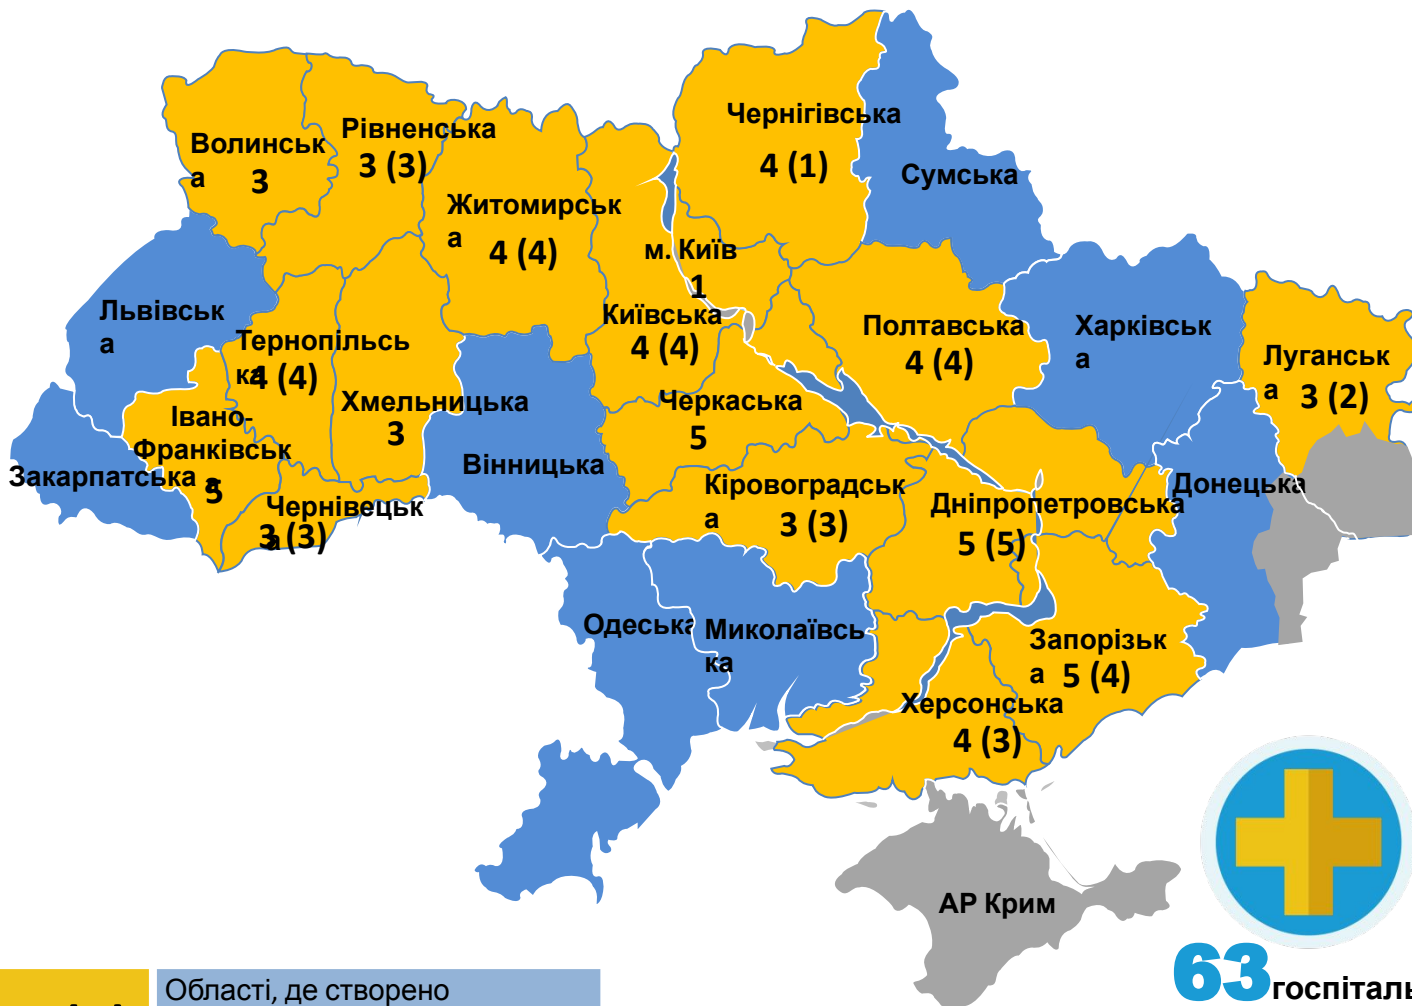 Чернігівська
4 (1)
Рівненська
3 (3)
Волинськ
а 3
Сумська
Житомирськ
а 4 (4)
м. Київ
1
Львівськ
а
Київська
4 (4)
Полтавська
4 (4)
Харківськ
а
Тернопільсь
ка
4 (4)
Луганськ
а 3 (2)
Хмельницька
3
Черкаська
5
Івано-
Франківськ
а
5
Закарпатська
Вінницька
Кіровоградськ
а 3 (3)
Донецька
Дніпропетровська
5 (5)
Чернівецьк
а
3 (3)
Одеська
Миколаївсь
ка
Запорізьк
а 5 (4)
Херсонська
4 (3)
АР Крим
63
Області, де створено